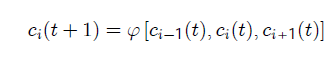 c_i(t + 1) = φ[c_{i−1}(t), c_i(t), c_{i+1}(t)]